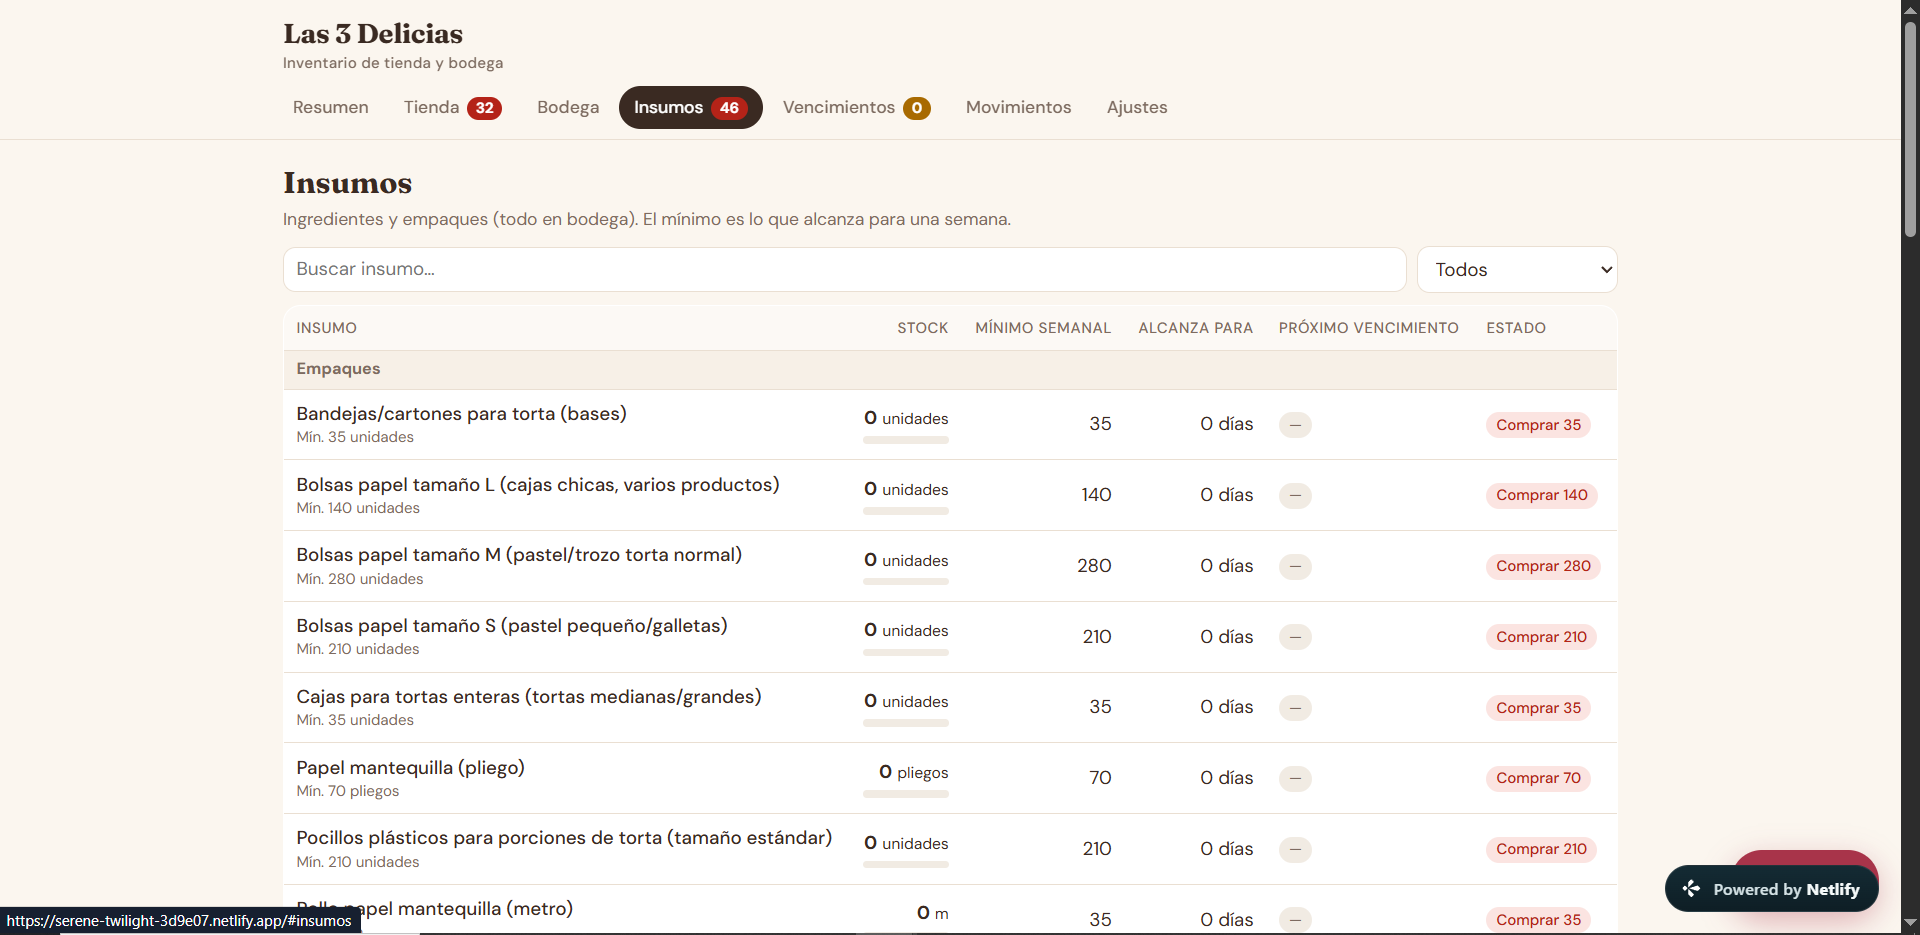 Las 3 Delicias
Inventario de tienda y bodega
Resumen Tienda 32 Bodega Insumos 46 Vencimientos 0 Movimientos Ajustes
Insumos
Ingredientes y empaques (todo en bodega). El mínimo es lo que alcanza para una semana.
Buscar insumo... Todos
INSUMO STOCK MÍNIMO SEMANAL ALCANZA PARA PRÓXIMO VENCIMIENTO ESTADO
Empaques
Bandejas/cartones para torta (bases) 0 unidades 35 0 días — Comprar 35
Mín. 35 unidades
Bolsas papel tamaño L (cajas chicas, varios productos) 0 unidades 140 0 días — Comprar 140
Mín. 140 unidades
Bolsas papel tamaño M (pastel/trozo torta normal) 0 unidades 280 0 días — Comprar 280
Mín. 280 unidades
Bolsas papel tamaño S (pastel pequeño/galletas) 0 unidades 210 0 días — Comprar 210
Mín. 210 unidades
Cajas para tortas enteras (tortas medianas/grandes) 0 unidades 35 0 días — Comprar 35
Mín. 35 unidades
Papel mantequilla (pliego) 0 pliegos 70 0 días — Comprar 70
Mín. 70 pliegos
Pocillos plásticos para porciones de torta (tamaño estándar) 0 unidades 210 0 días — Comprar 210
Mín. 210 unidades
papel mantequilla (metro) 0 m 35 0 días — Comprar 35
Powered by Netlify
https://serene-twilight-3d9e07.netlify.app/#insumos